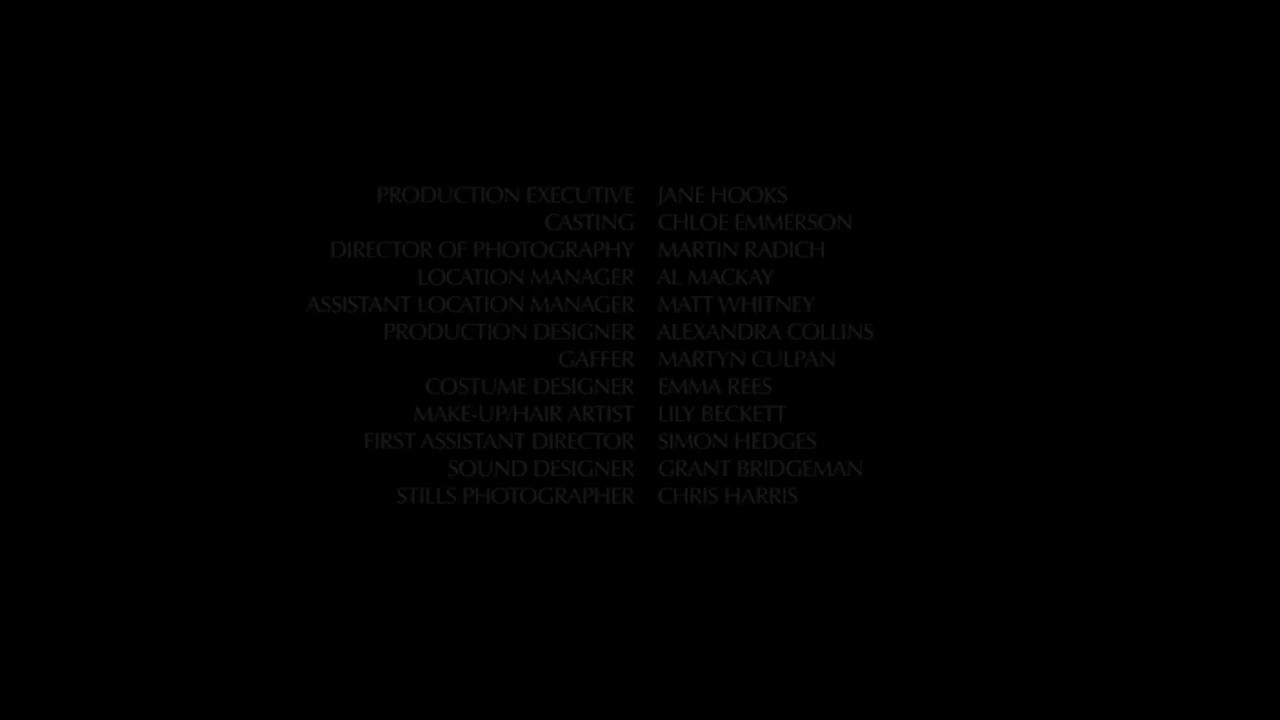 PRODUCTION EXECUTIVE JANE HOOKS
CASTING CHLOE EMMERSON
DIRECTOR OF PHOTOGRAPHY MARTIN RADICH
LOCATION MANAGER AL MACKAY
ASSISTANT LOCATION MANAGER MATT WHITNEY
PRODUCTION DESIGNER ALEXANDRA COLLINS
GAFFER MARTYN CULPAN
COSTUME DESIGNER EMMA REES
MAKE-UP/HAIR ARTIST LILY BECKETT
FIRST ASSISTANT DIRECTOR SIMON HEDGES
SOUND DESIGNER GRANT BRIDGEMAN
STILLS PHOTOGRAPHER CHRIS HARRIS